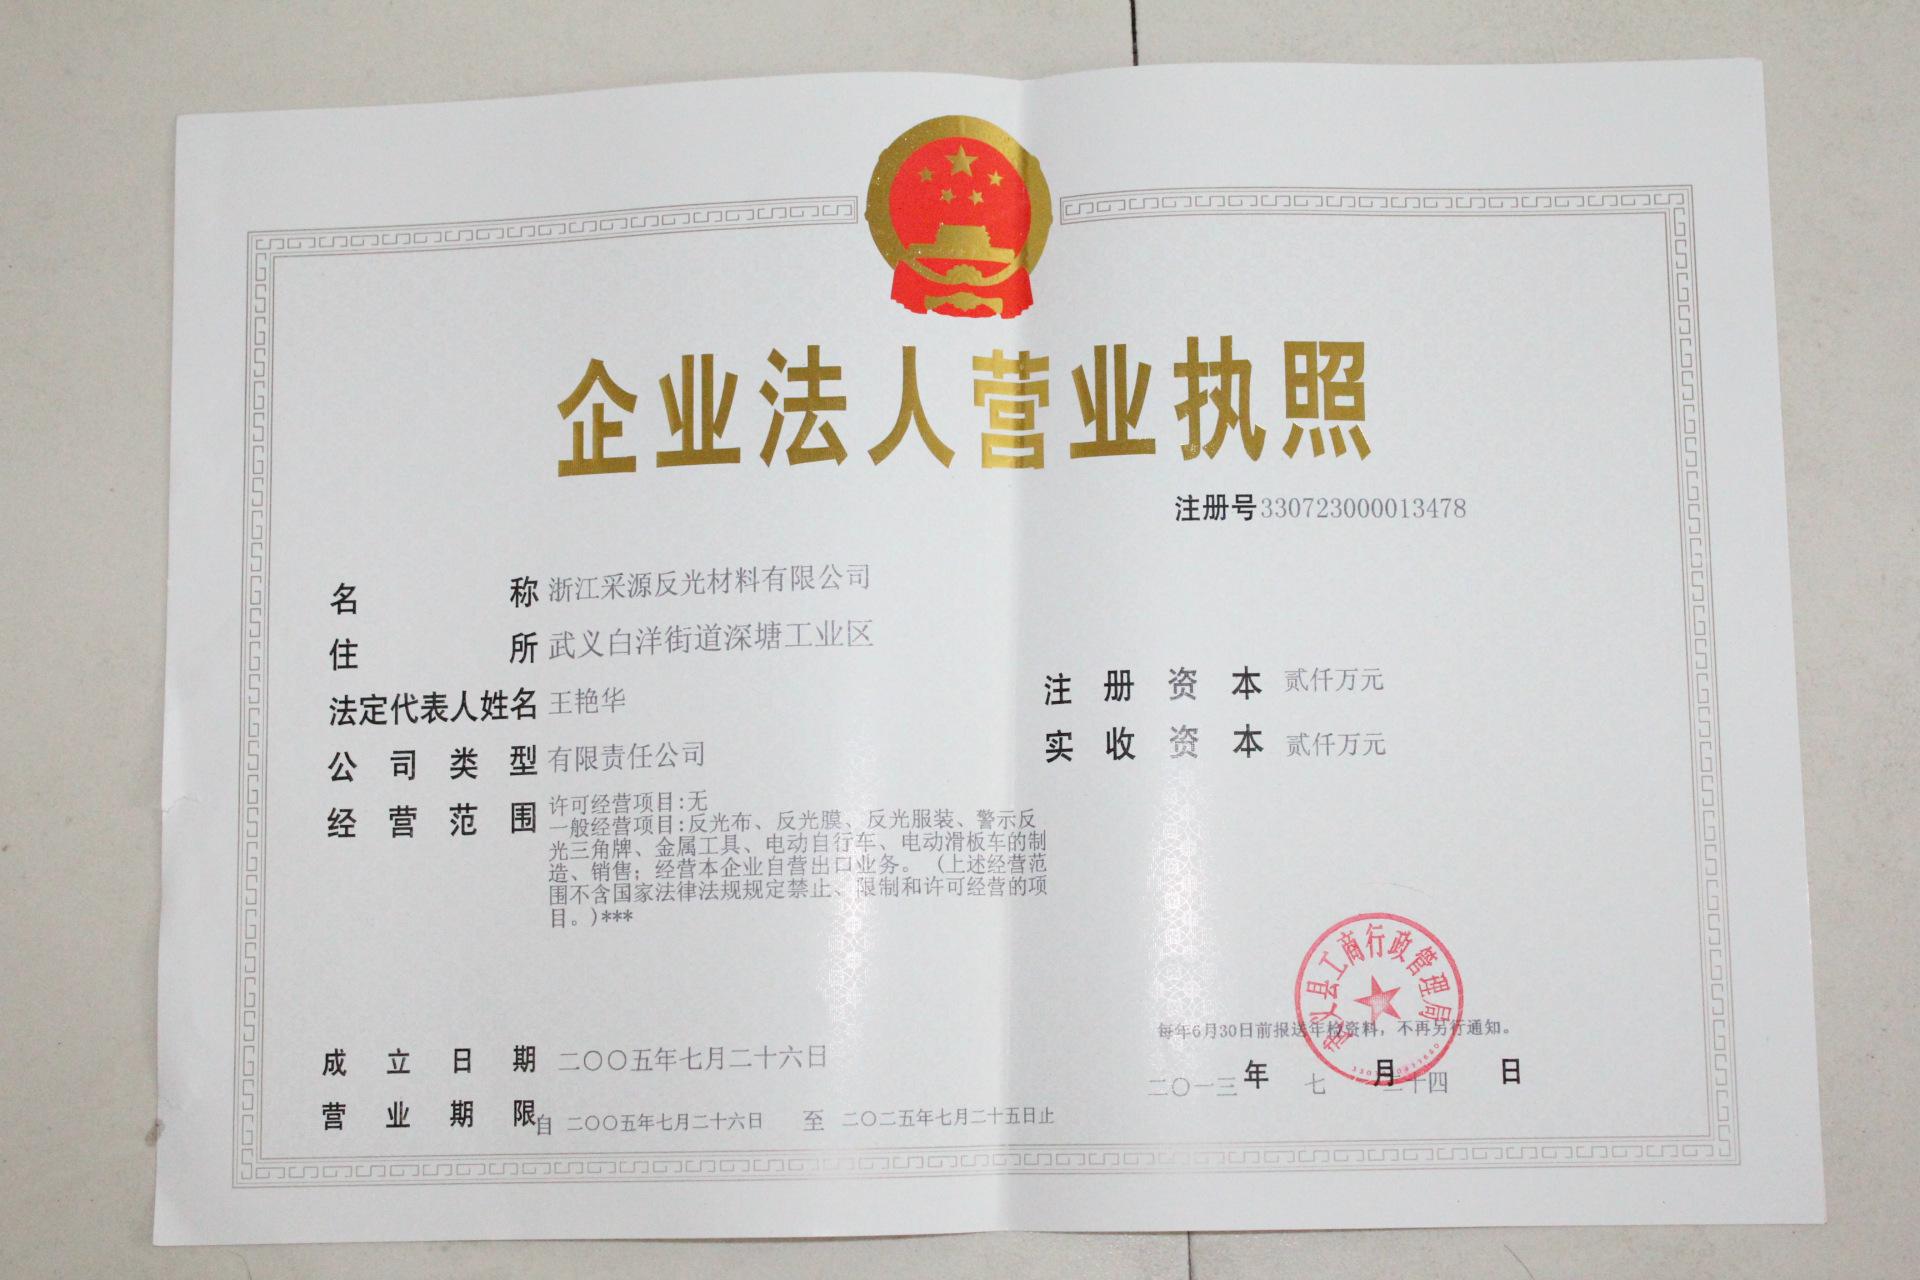 企业法人营业执照
注册号330723000013478
名称 浙江采源反光材料有限公司
住所 武义白洋街道深塘工业区
法定代表人姓名 王艳华
注册资本 贰仟万元
公司类型 有限责任公司
实收资本 贰仟万元
经营范围 许可经营项目:无
一般经营项目:反光布、反光膜、反光服装、警示反
光三角牌、金属工具、电动自行车、电动滑板车的制
造、销售；经营本企业自营出口业务。(上述经营范
围不含国家法律法规规定禁止、限制和许可经营的项
目。)***
武义县工商行政管理局
每年6月30日前报送年检资料，不再另行通知。
成立日期 二〇〇五年七月二十六日
二〇一三年 七月 二十四日
营业期限 自 二〇〇五年七月二十六日 至 二〇二五年七月二十五日止